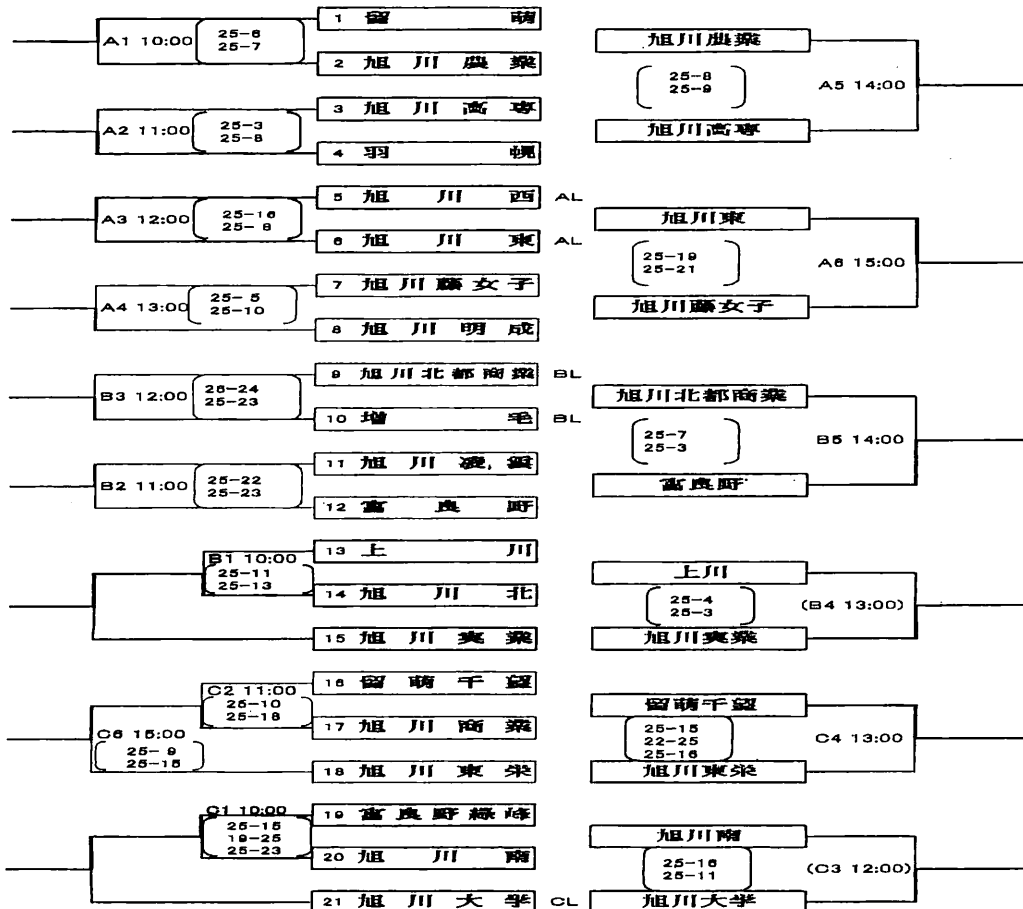 1 留萌
A1 10:00
25-6
25-7
2 旭川農業
3 旭川高専
A2 11:00
25-3
25-8
4 羽幌
5 旭川西 AL
A3 12:00
25-16
25- 8
6 旭川東 AL
7 旭川藤女子
A4 13:00
25- 5
25-10
8 旭川明成
9 旭川北都商業 BL
B3 12:00
26-24
25-23
10 増毛 BL
11 旭川凌雲
B2 11:00
25-22
25-23
12 富良野
13 上川
B1 10:00
25-11
25-13
14 旭川北
15 旭川実業
16 留萌千望
C2 11:00
25-10
25-18
17 旭川商業
C6 15:00
25- 9
25-15
18 旭川東栄
19 富良野緑峰
C1 10:00
25-15
19-25
25-23
20 旭川南
21 旭川大学 CL
旭川農業
25-8
25-9
A5 14:00
旭川高専
旭川東
25-19
25-21
A6 15:00
旭川藤女子
旭川北都商業
25-7
25-3
B5 14:00
富良野
上川
25-4
25-3
(B4 13:00)
旭川実業
留萌千望
25-15
22-25
25-16
C4 13:00
旭川東栄
旭川南
25-16
25-11
(C3 12:00)
旭川大学